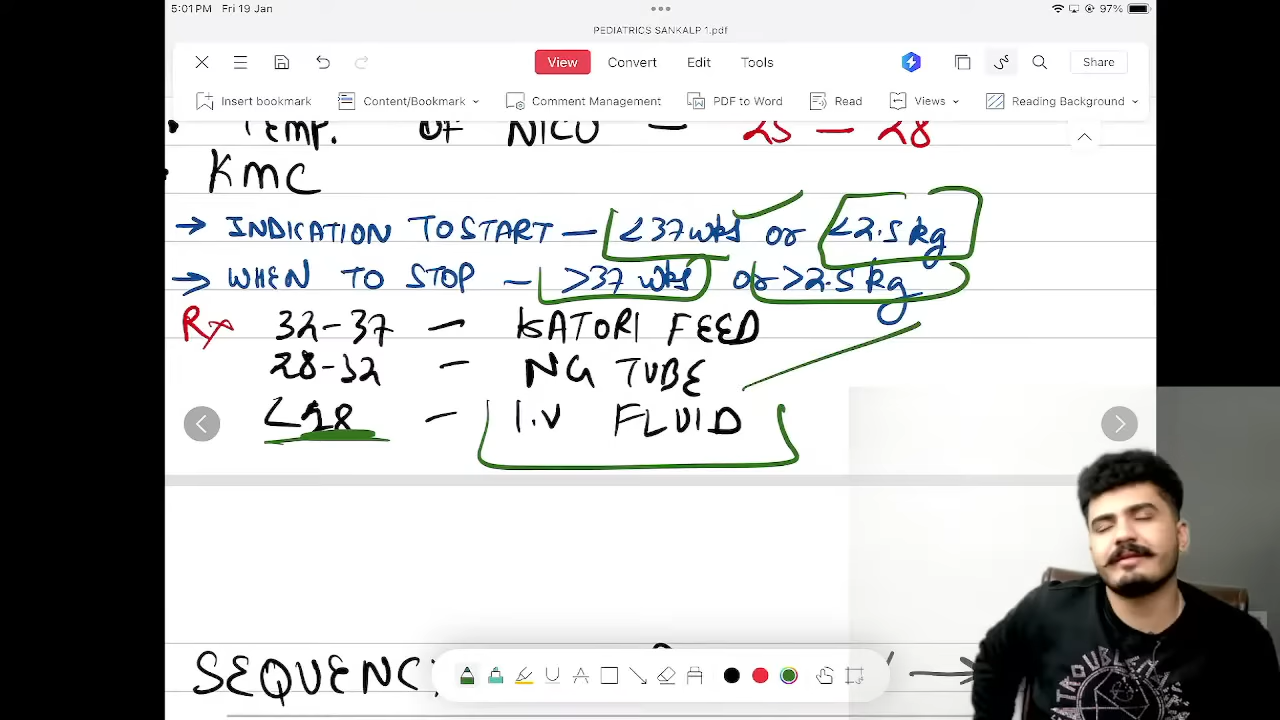 5:01 PM Fri 19 Jan
97%
PEDIATRICS SANKALP 1.pdf
View Convert Edit Tools Share
Insert bookmark Content/Bookmark Comment Management PDF to Word Read Views Reading Background
• Temp. OF NICU — 25 — 28
• KMC
→ INDICATION TO START — <37 wks or <2.5 kg
→ WHEN TO STOP — >37 wks or >2.5 kg
Rx 32-37 — KATORI FEED
28-32 — NG TUBE
<28 — I.V FLUID
SEQUENC
TROUBLEMA